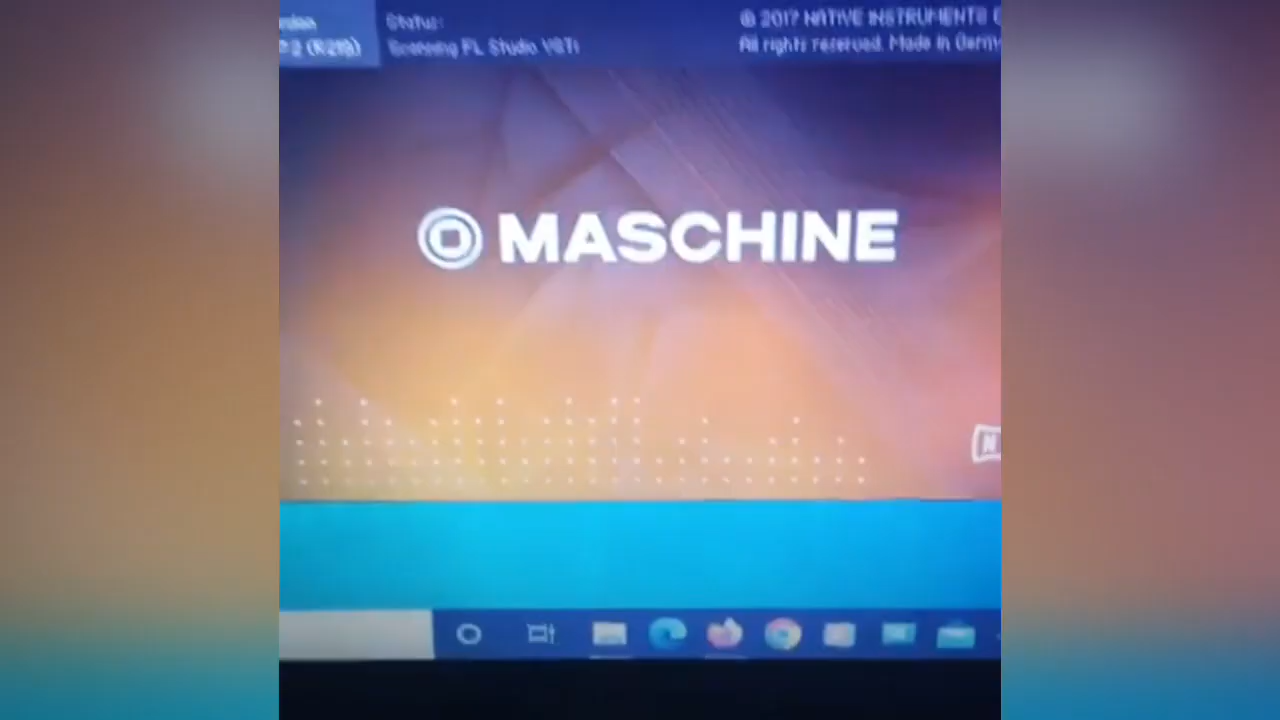 Status:
Scanning FL Studio VSTi
© 2017 NATIVE INSTRUMENTS
All rights reserved. Made in
MASCHINE